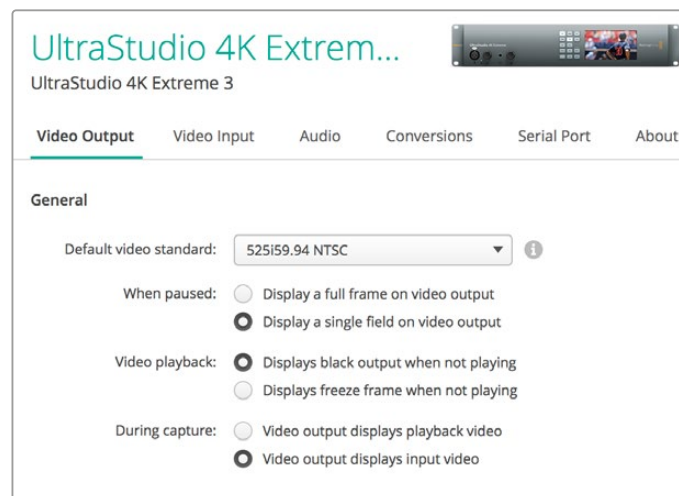 UltraStudio 4K Extrem...
UltraStudio 4K Extreme 3
Video Output Video Input Audio Conversions Serial Port About
General
Default video standard: 525i59.94 NTSC
When paused: Display a full frame on video output
Display a single field on video output
Video playback: Displays black output when not playing
Displays freeze frame when not playing
During capture: Video output displays playback video
Video output displays input video